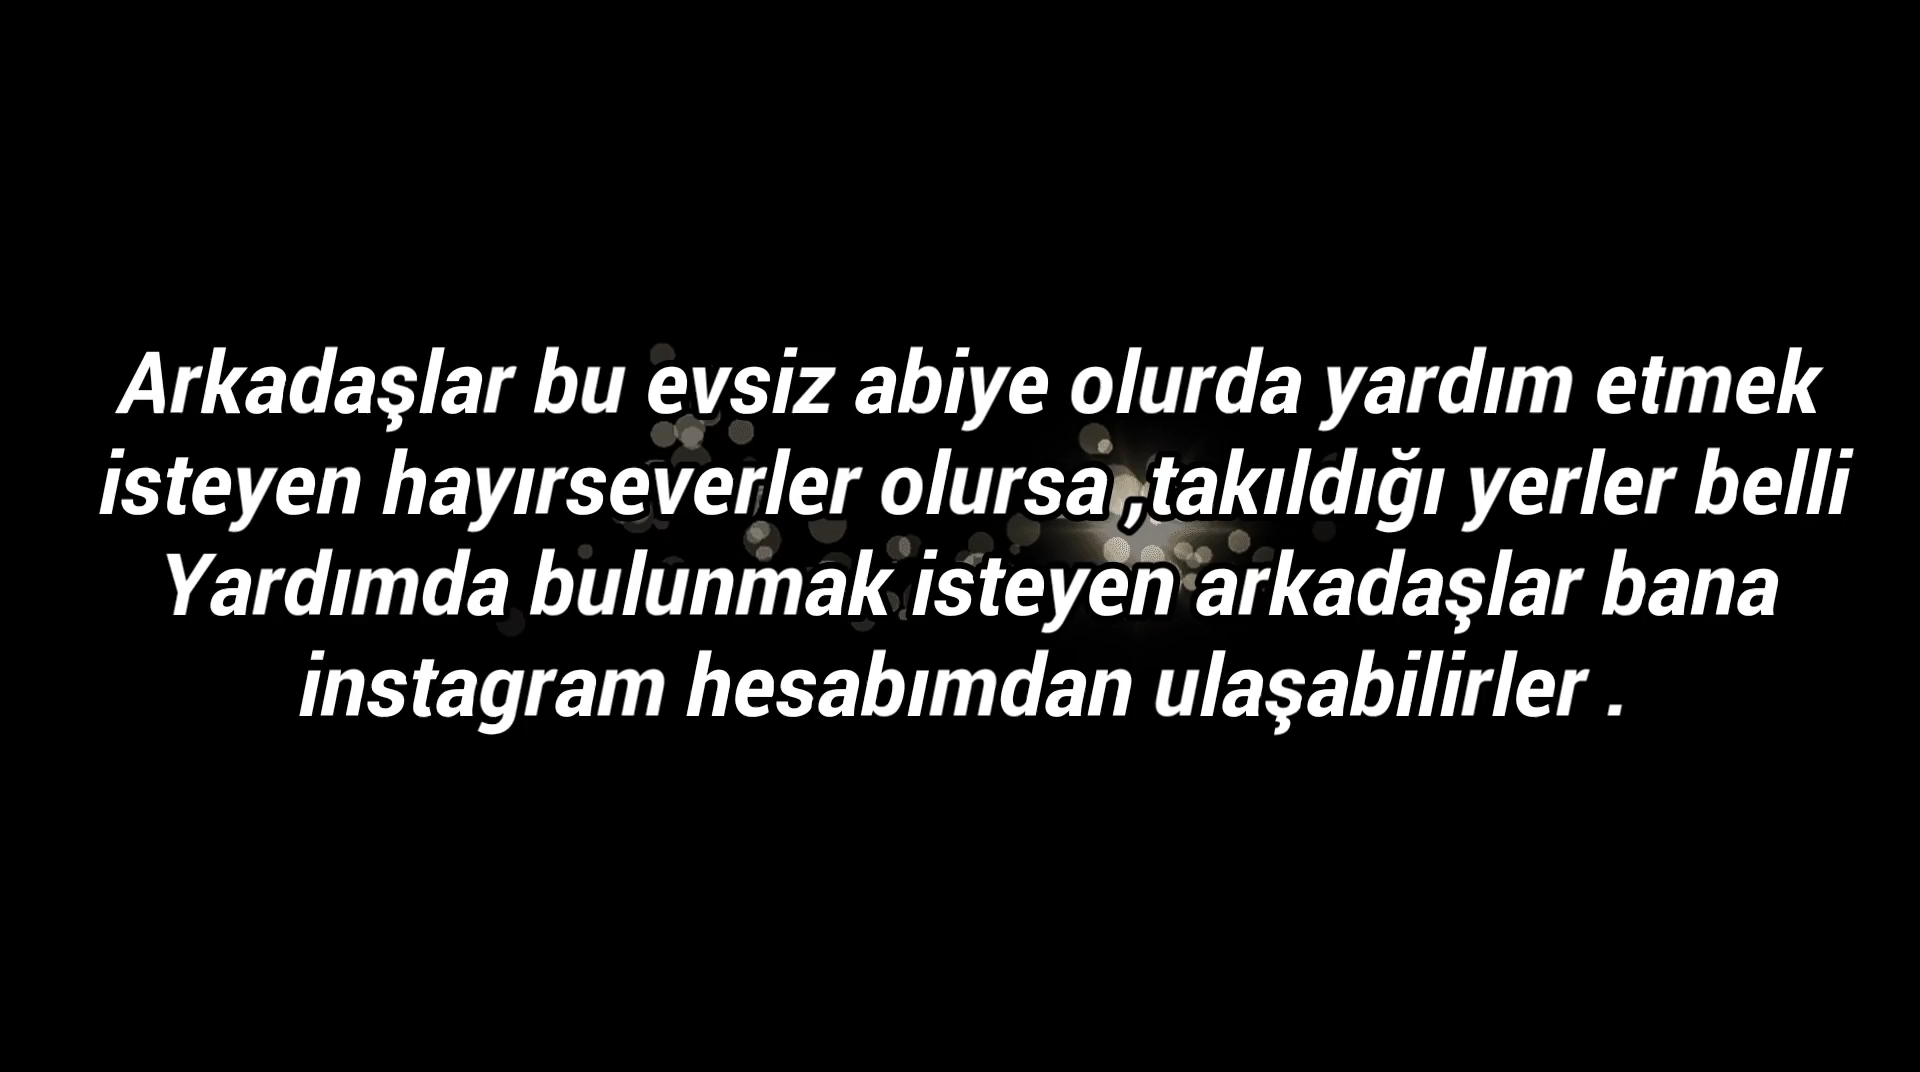 Arkadaşlar bu evsiz abiye olurda yardım etmek
isteyen hayırseverler olursa ,takıldığı yerler belli
Yardımda bulunmak isteyen arkadaşlar bana
instagram hesabımdan ulaşabilirler .